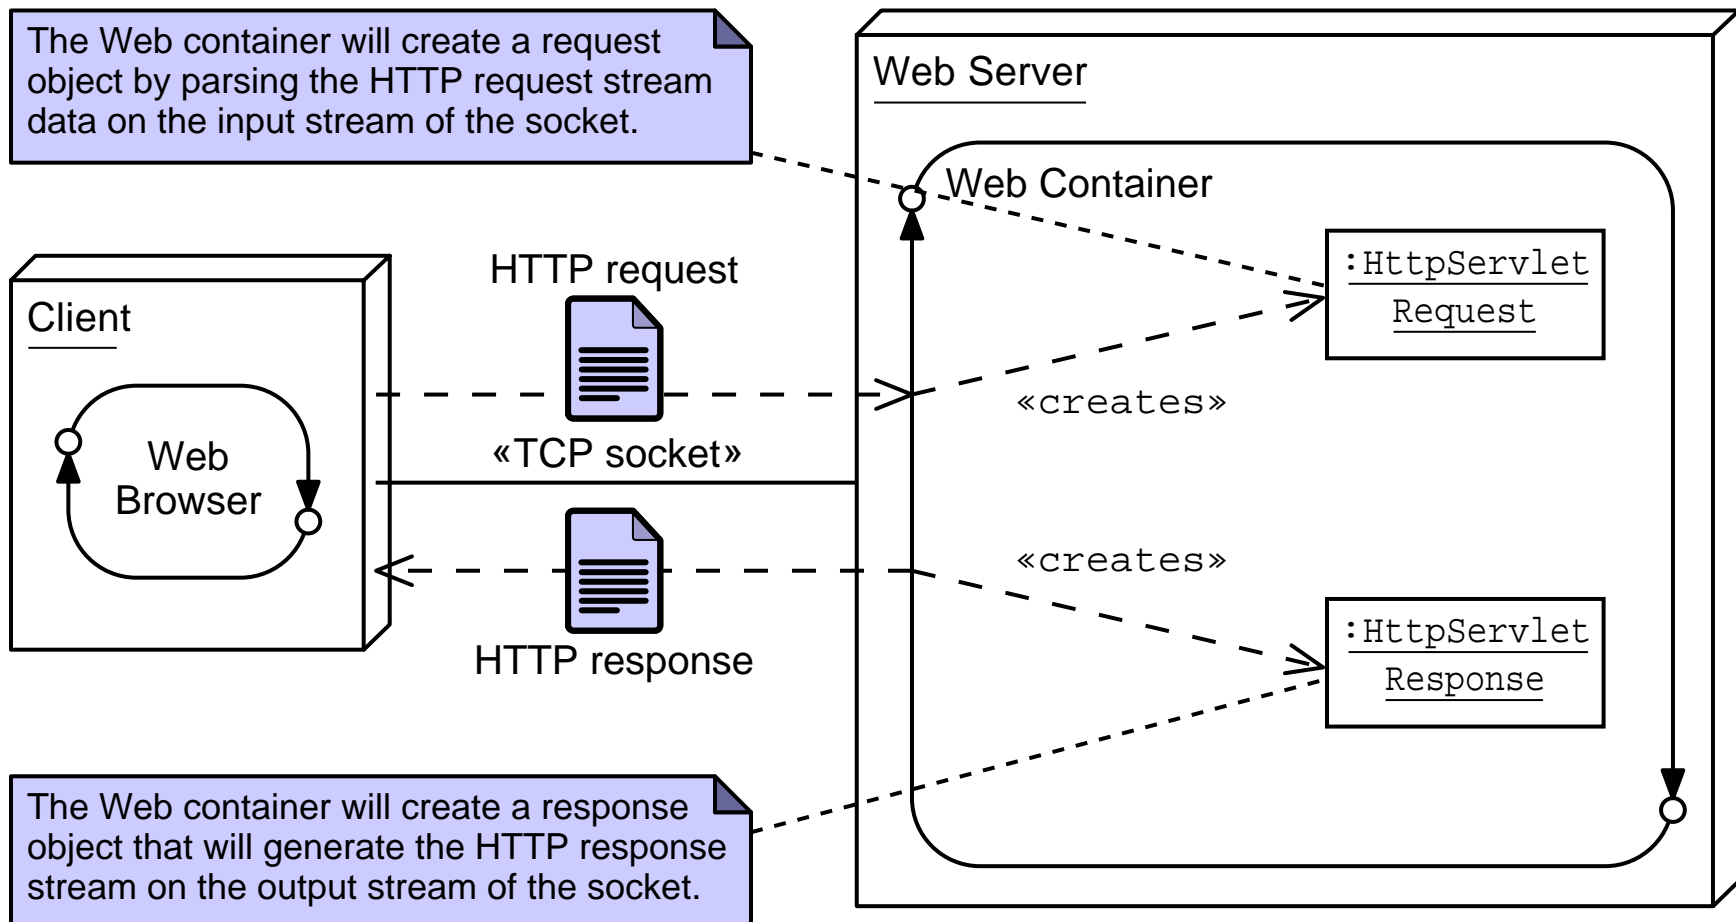 The Web container will create a request
object by parsing the HTTP request stream
data on the input stream of the socket.
Web Server
Web Container
:HttpServlet
Request
HTTP request
Client
«creates»
«TCP socket»
Web
Browser
«creates»
:HttpServlet
Response
HTTP response
The Web container will create a response
object that will generate the HTTP response
stream on the output stream of the socket.